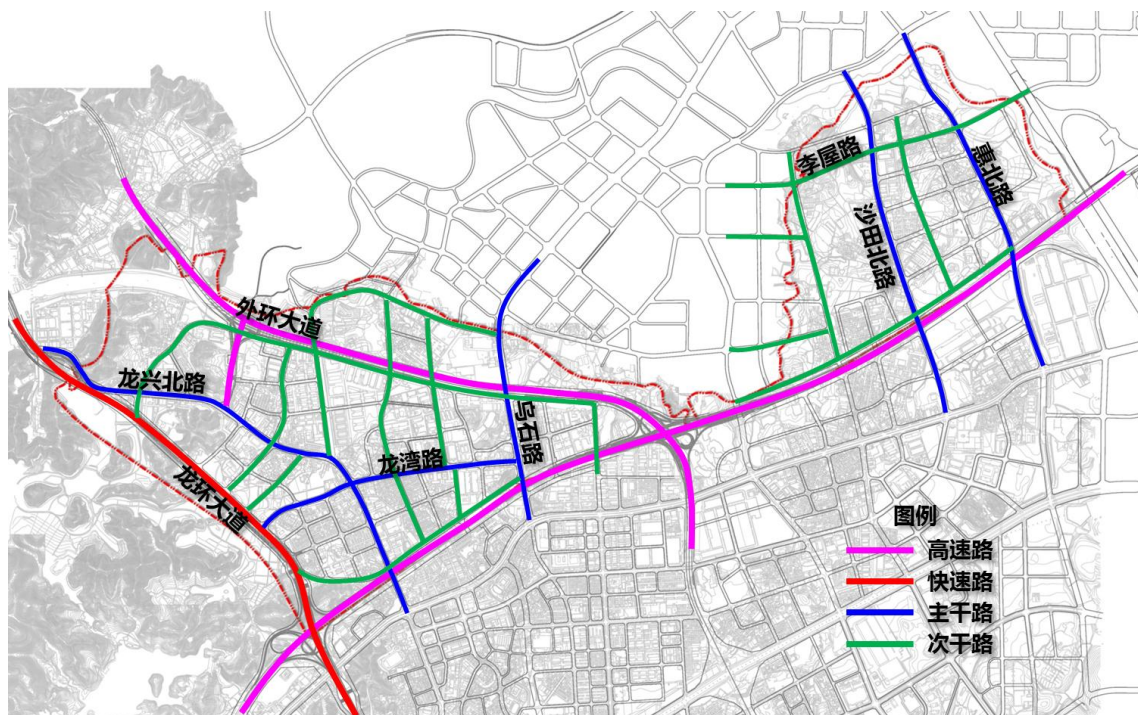 李屋路
惠北路
沙田北路
外环大道
龙兴北路
乌石路
龙湾路
龙环大道
图例
高速路
快速路
主干路
次干路